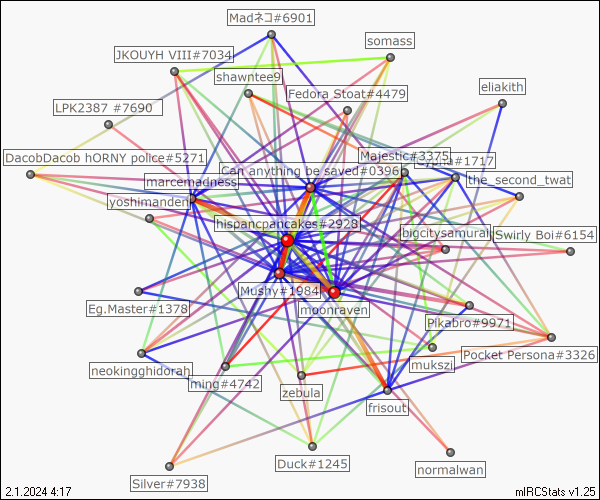 Madネコ#6901
somass
JKOUYH VIII#7034
shawntee9
eliakith
Fedora Stoat#4479
LPK2387 #7690
DacobDacob hORNY police#5271
Majestic#3375
#1717
Can anything be saved#0396
marcemadness
the_second_twat
yoshimanden
hispancpancakes#2928
bigcitysamurai
Swirly Boi#6154
Mushy#1984
Eg.Master#1378
moonraven
Pikabro#9971
Pocket Persona#3326
mukszi
neokingghidorah
ming#4742
zebula
frisout
Duck#1245
normalwan
Silver#7938
2.1.2024 4:17
mIRCStats v1.25